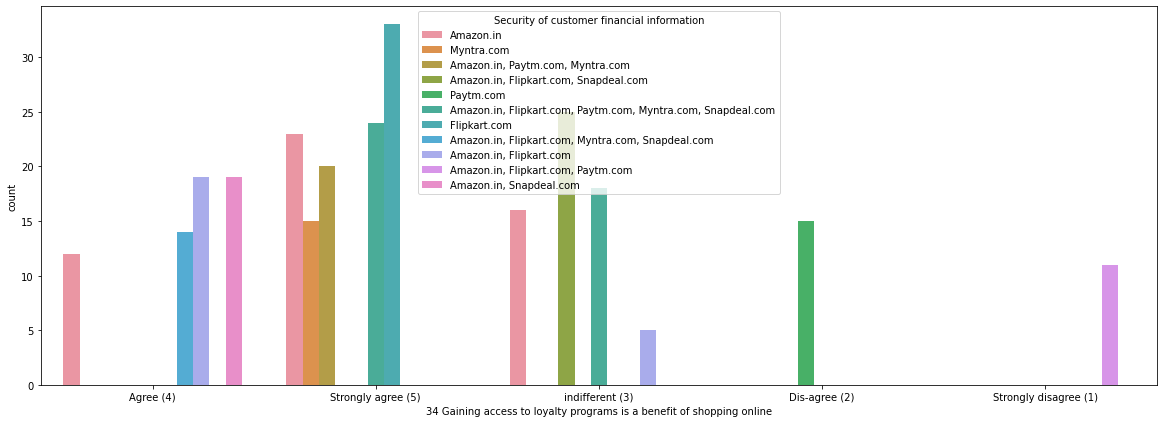 Security of customer financial information
Amazon.in
Myntra.com
Amazon.in, Paytm.com, Myntra.com
Amazon.in, Flipkart.com, Snapdeal.com
Paytm.com
Amazon.in, Flipkart.com, Paytm.com, Myntra.com, Snapdeal.com
Flipkart.com
Amazon.in, Flipkart.com, Myntra.com, Snapdeal.com
Amazon.in, Flipkart.com
Amazon.in, Flipkart.com, Paytm.com
Amazon.in, Snapdeal.com
count
30
25
20
15
10
5
0
Agree (4) Strongly agree (5) indifferent (3) Dis-agree (2) Strongly disagree (1)
34 Gaining access to loyalty programs is a benefit of shopping online